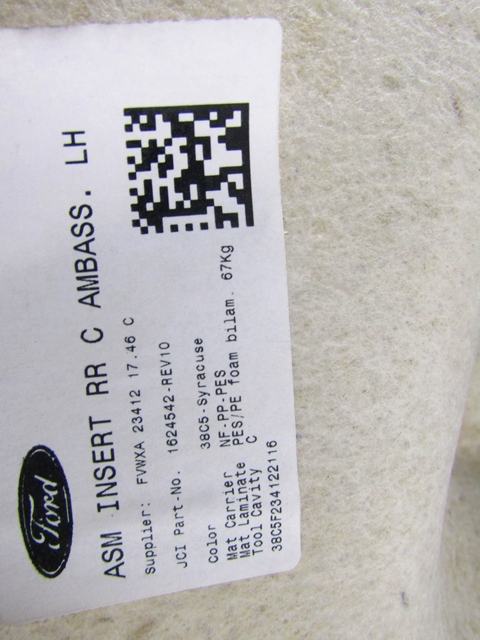 Ford
ASM INSERT RR C AMBASS. LH
Supplier: FVWXA 23412 17.46 C
JCI Part-No. 1624542-REV10
Color 38C5-Syracuse
Mat Carrier NF-PP-PES
Mat Laminate PES/PE foam bilam. 67Kg
Tool Cavity C
38C5F234122116